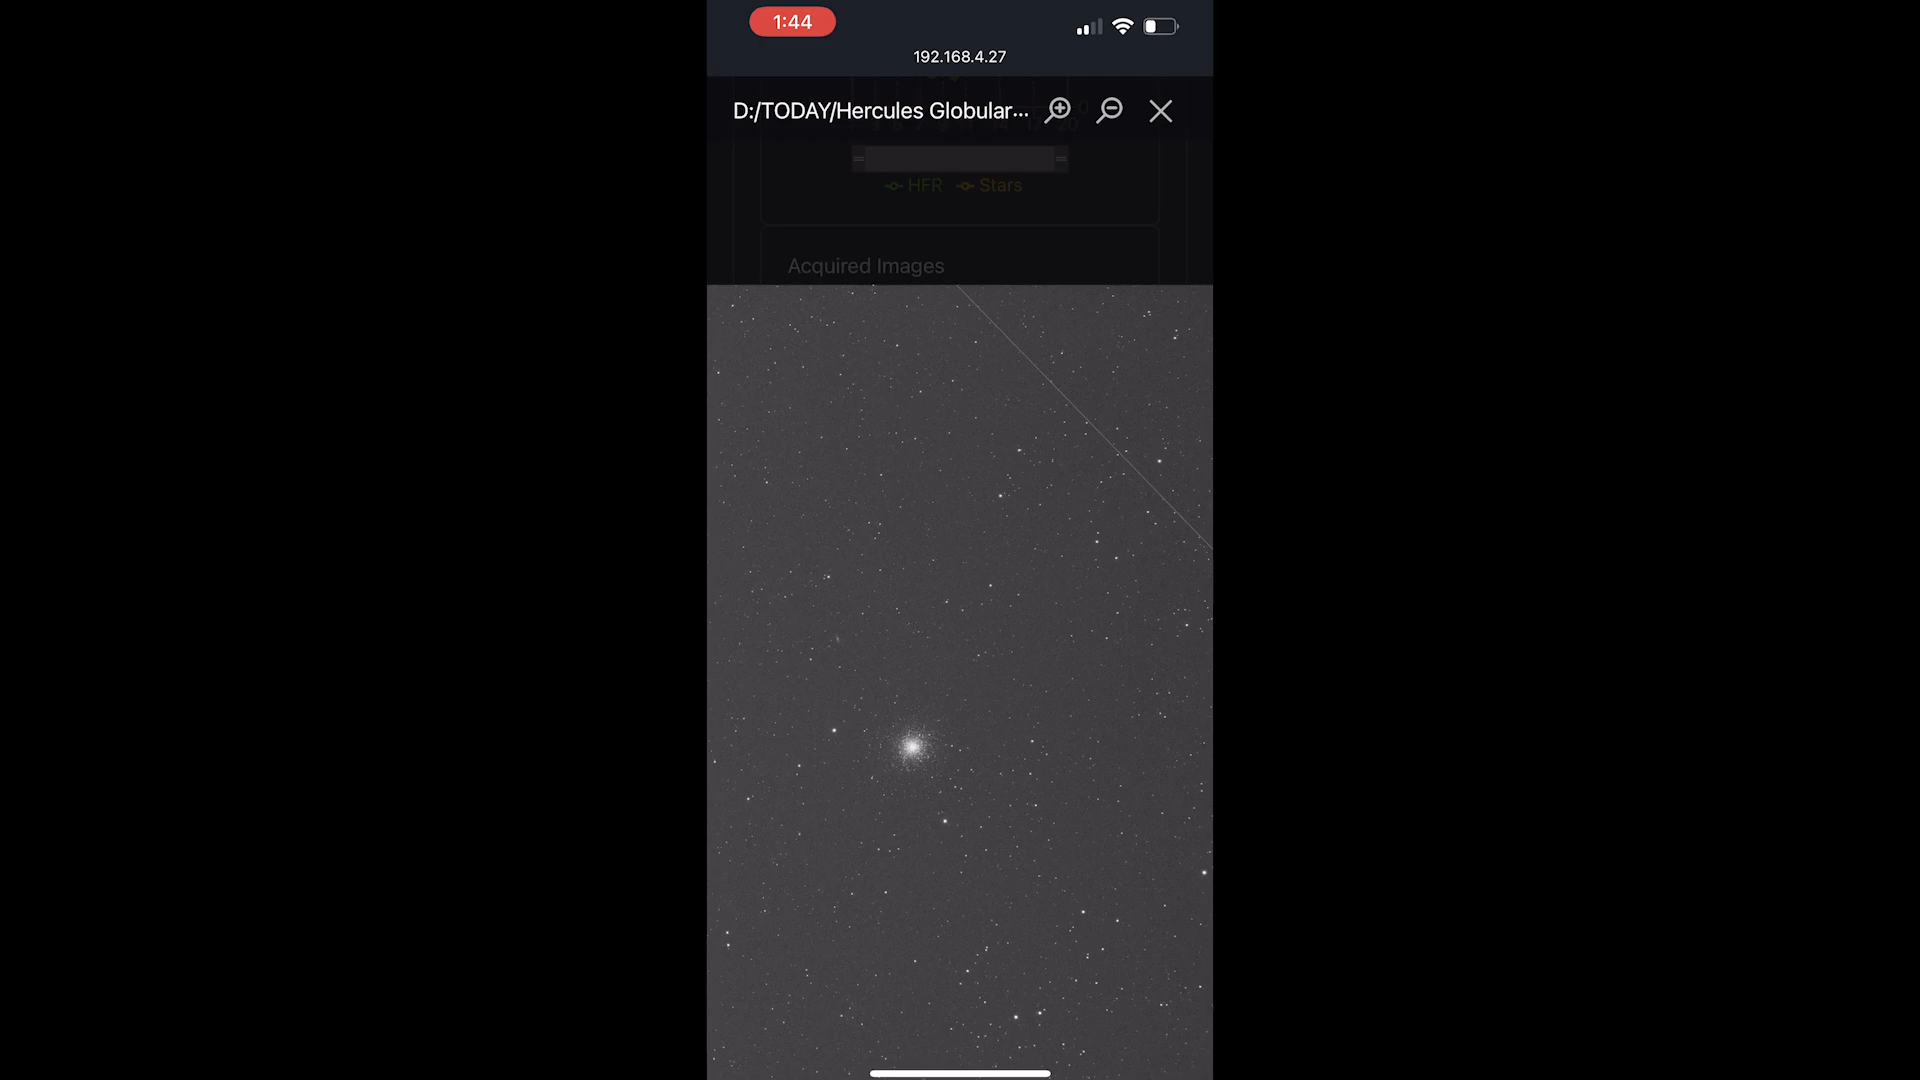 1:44
192.168.4.27
D:/TODAY/Hercules Globular...
HFR Stars
Acquired Images